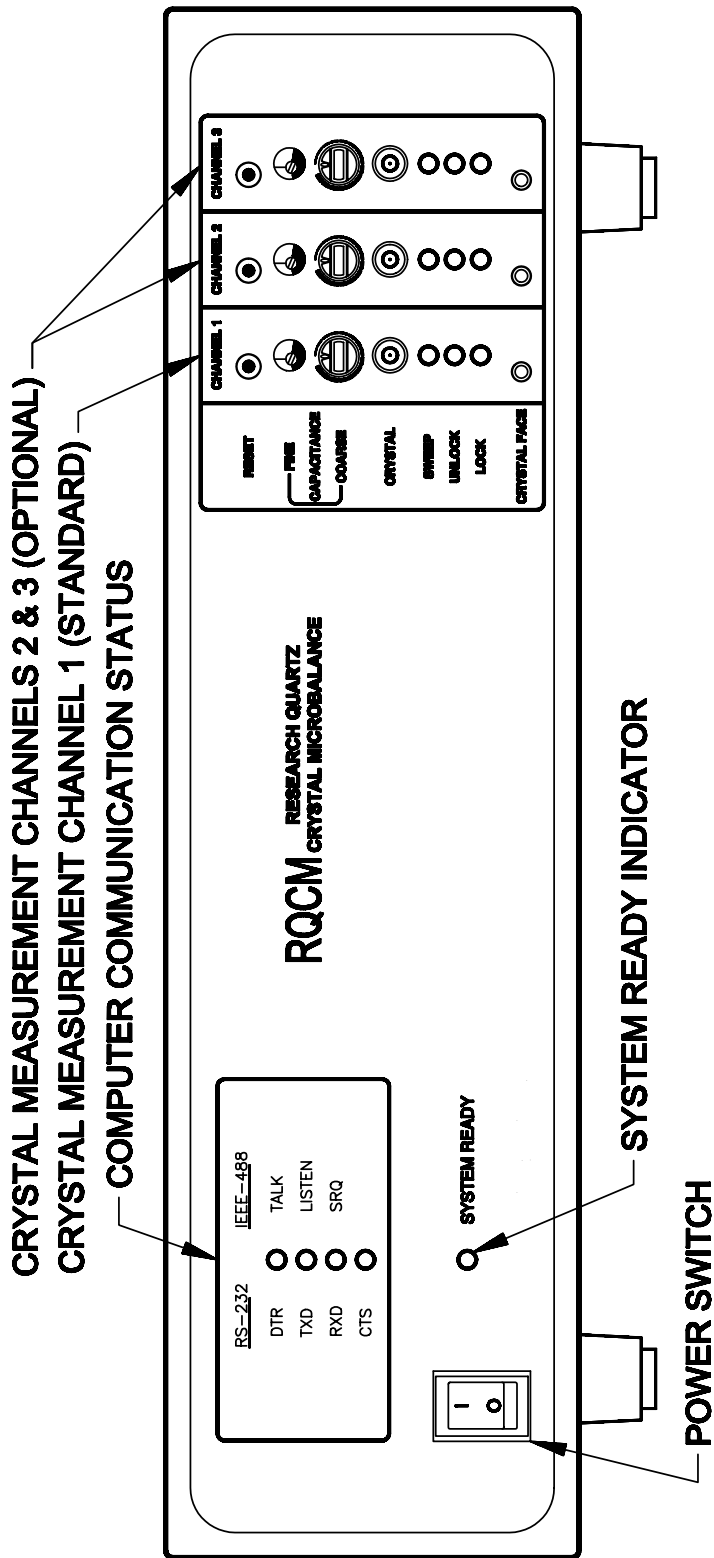 CRYSTAL MEASUREMENT CHANNELS 2 & 3 (OPTIONAL)
CRYSTAL MEASUREMENT CHANNEL 1 (STANDARD)
COMPUTER COMMUNICATION STATUS
RS-232 IEEE-488
DTR TALK
TXD LISTEN
RXD SRQ
CTS
SYSTEM READY
RQCM
RESEARCH QUARTZ
CRYSTAL MICROBALANCE
CHANNEL 1 CHANNEL 2 CHANNEL 3
RESET
FINE
CAPACITANCE
COARSE
CRYSTAL
SWEEP
UNLOCK
LOCK
CRYSTAL FACE
SYSTEM READY INDICATOR
POWER SWITCH